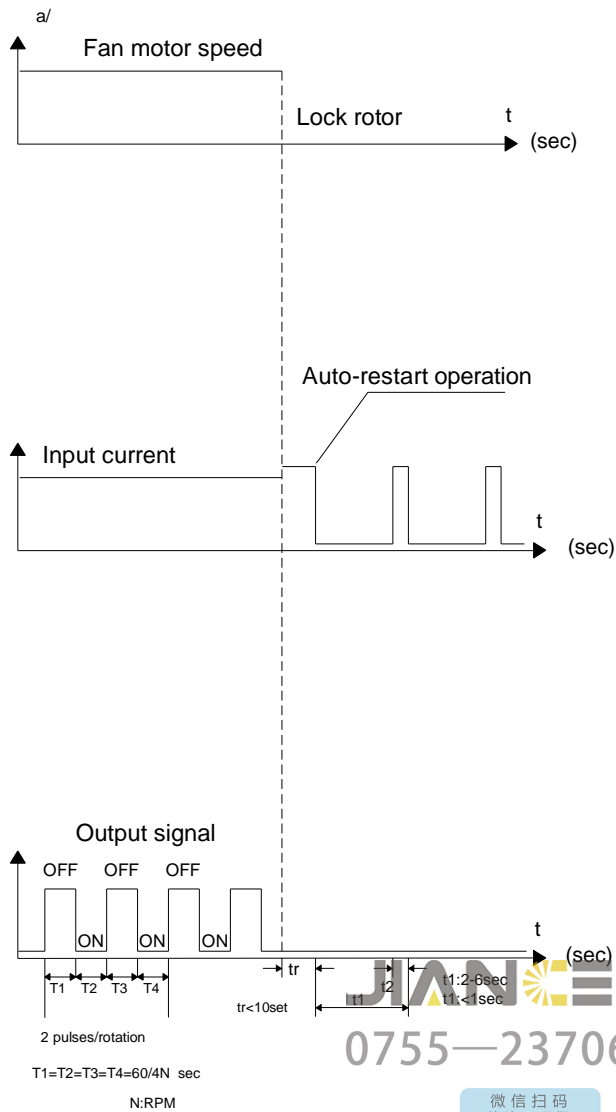 a/
Fan motor speed
Lock rotor
t
(sec)
Auto-restart operation
Input current
t
(sec)
Output signal
OFF OFF OFF
ON ON ON
t
(sec)
T1 T2 T3 T4
tr
t2
t1:2-6sec
tr<10set
t1
t1:<1sec
JIANCE
2 pulses/rotation
0755—23706
T1=T2=T3=T4=60/4N sec
N:RPM
微信扫码